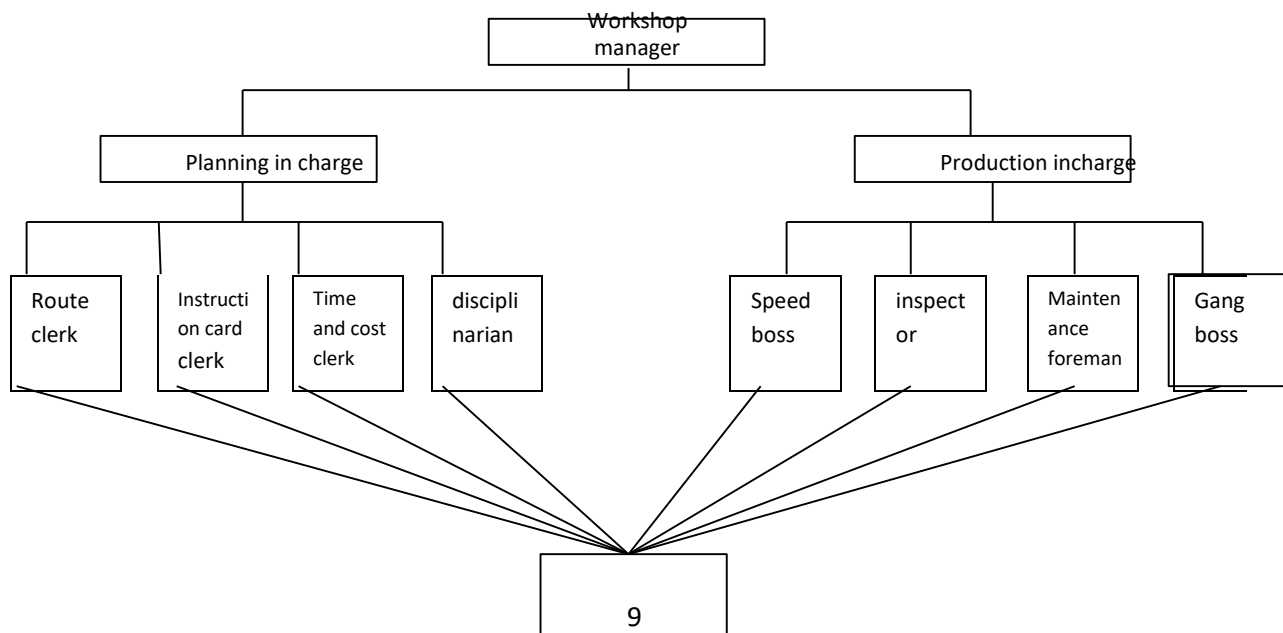 Workshop
manager
Planning in charge
Production incharge
Route
clerk
Instructi
on card
clerk
Time
and cost
clerk
discipli
narian
Speed
boss
inspect
or
Mainten
ance
foreman
Gang
boss
9